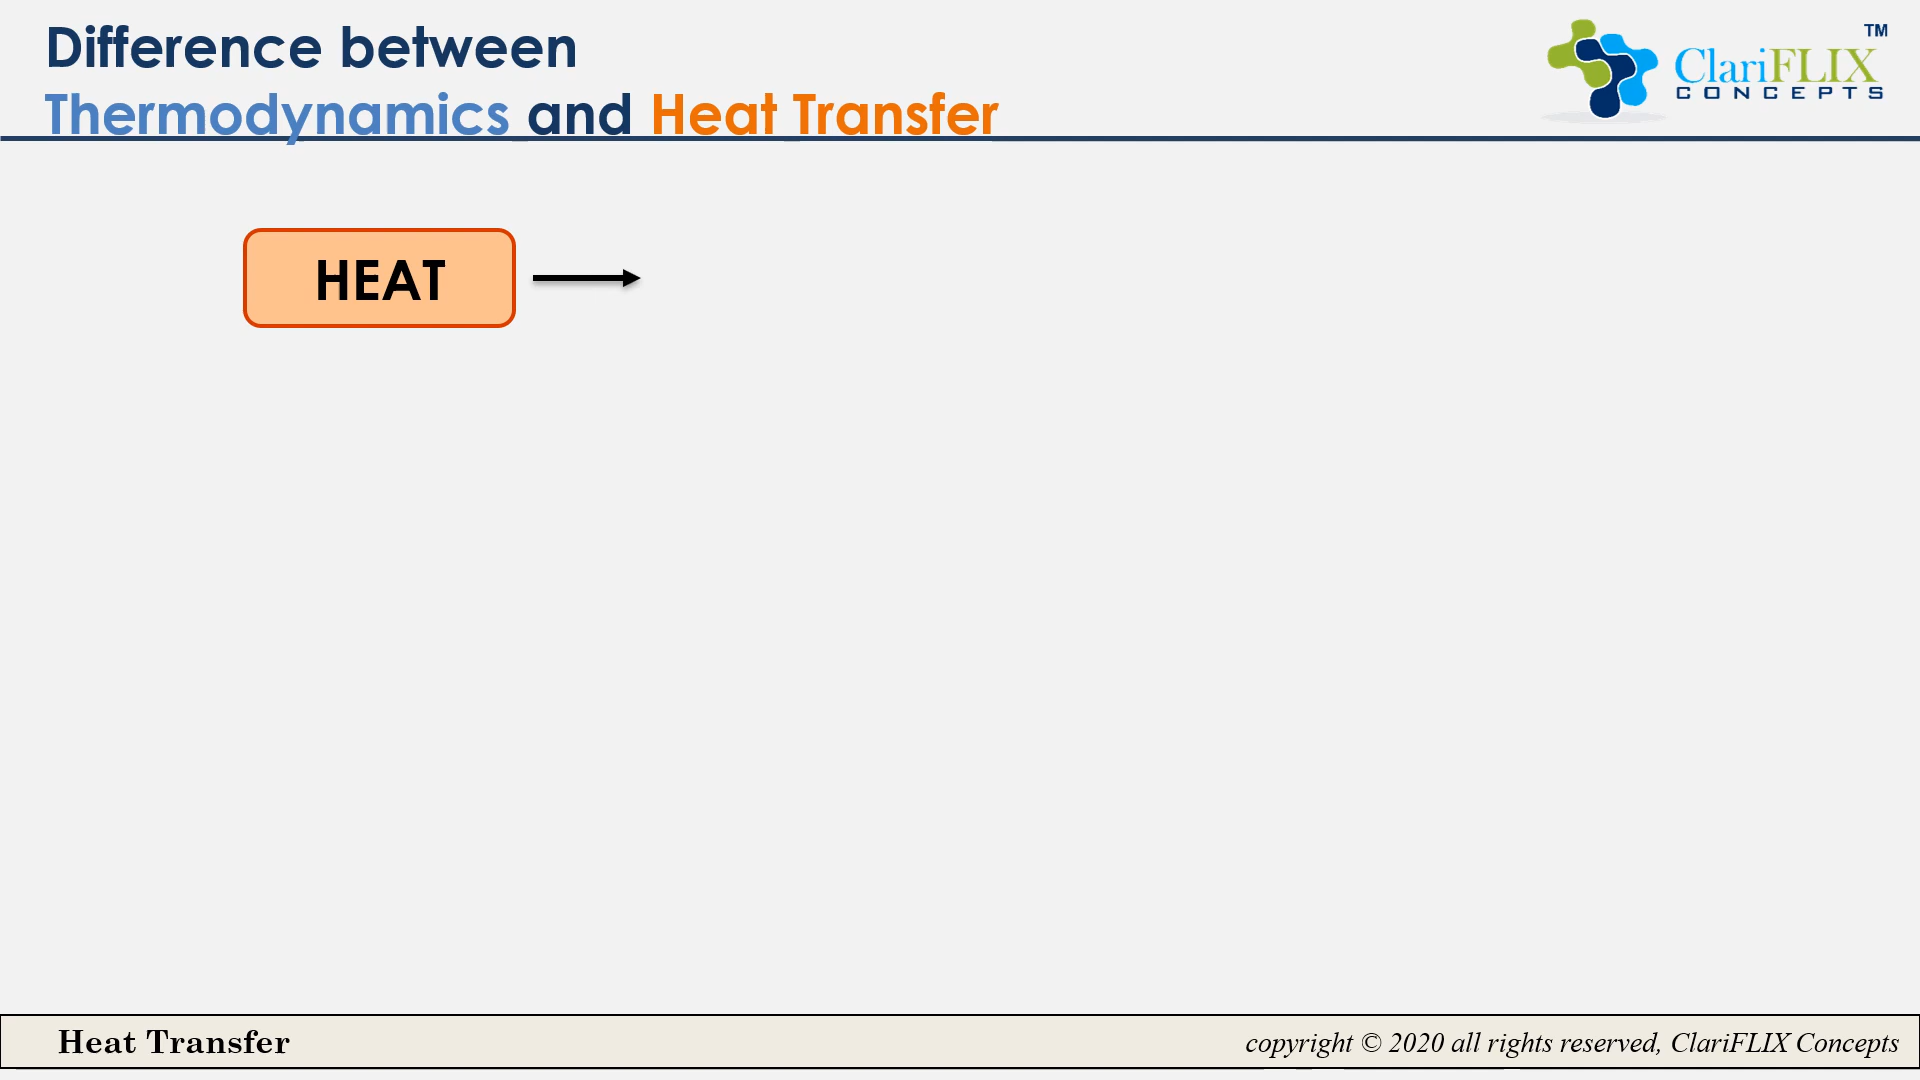 Difference between
Thermodynamics and Heat Transfer
TM
ClariFLIX
CONCEPTS
HEAT
Heat Transfer
copyright © 2020 all rights reserved, ClariFLIX Concepts